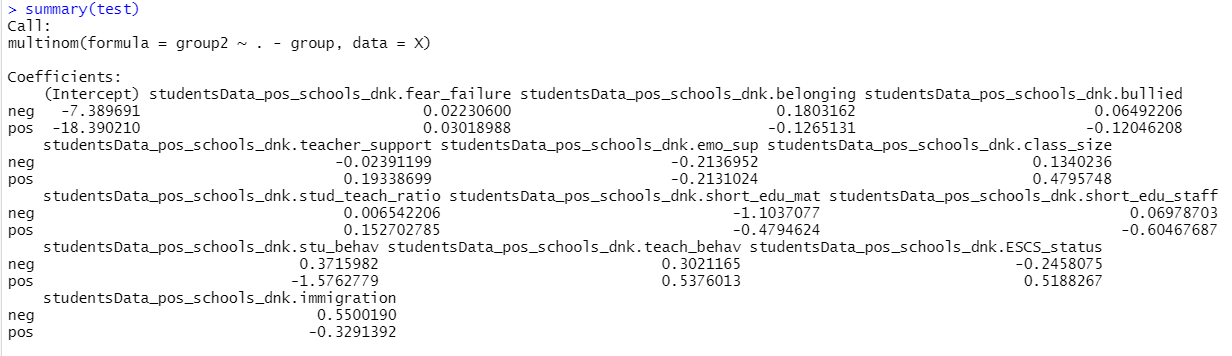 > summary(test)
Call:
multinom(formula = group2 ~ . - group, data = X)
Coefficients:
(Intercept) studentsData_pos_schools_dnk.fear_failure studentsData_pos_schools_dnk.belonging studentsData_pos_schools_dnk.bullied
neg -7.389691 0.02230600 0.1803162 0.06492206
pos -18.390210 0.03018988 -0.1265131 -0.12046208
studentsData_pos_schools_dnk.teacher_support studentsData_pos_schools_dnk.emo_sup studentsData_pos_schools_dnk.class_size
neg -0.02391199 -0.2136952 0.1340236
pos 0.19338699 -0.2131024 0.4795748
studentsData_pos_schools_dnk.stud_teach_ratio studentsData_pos_schools_dnk.short_edu_mat studentsData_pos_schools_dnk.short_edu_staff
neg 0.006542206 -1.1037077 0.06978703
pos 0.152702785 -0.4794624 -0.60467687
studentsData_pos_schools_dnk.stu_behav studentsData_pos_schools_dnk.teach_behav studentsData_pos_schools_dnk.ESCS_status
neg 0.3715982 0.3021165 -0.2458075
pos -1.5762779 0.5376013 0.5188267
studentsData_pos_schools_dnk.immigration
neg 0.5500190
pos -0.3291392